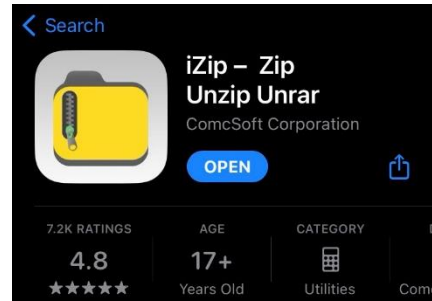 Search
iZip – Zip
Unzip Unrar
ComcSoft Corporation
OPEN
7.2K RATINGS
4.8
★★★★★
AGE
17+
Years Old
CATEGORY
Utilities